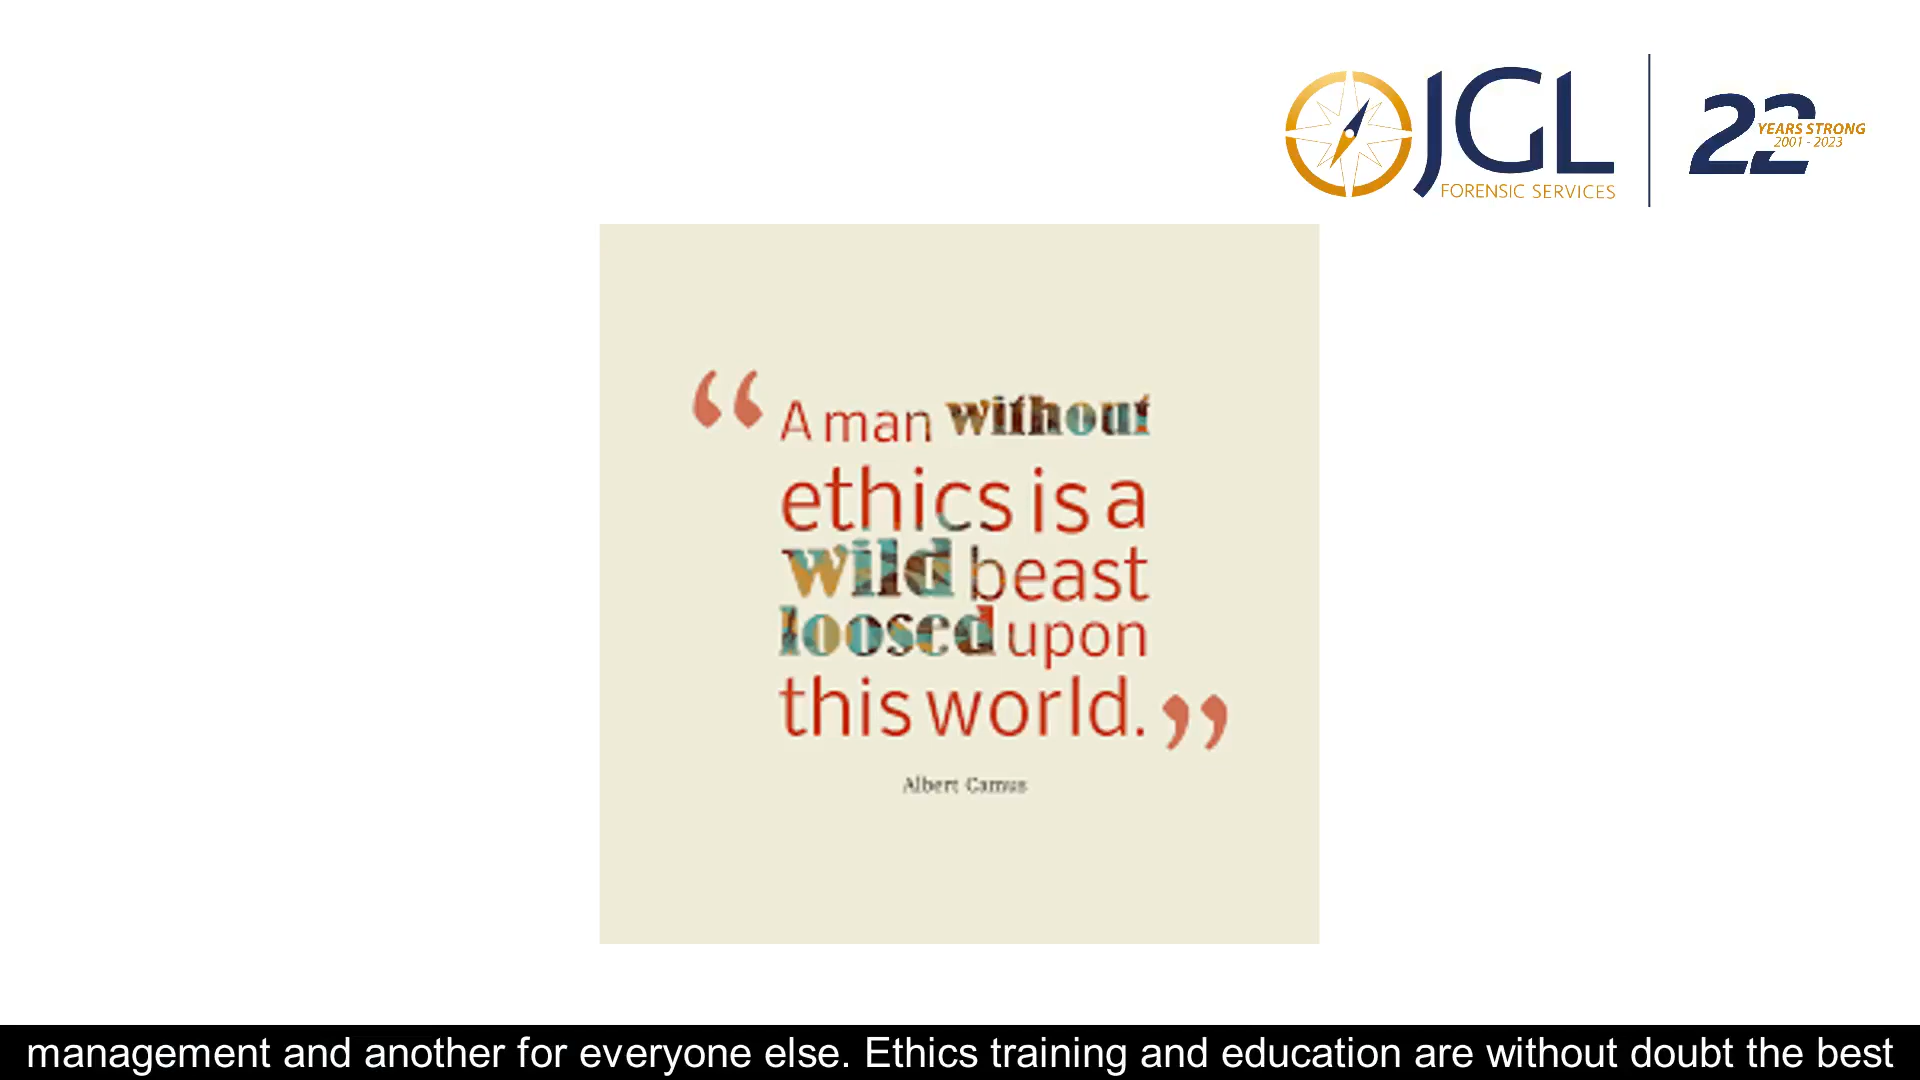 JGL
FORENSIC SERVICES
22
YEARS STRONG
2001 - 2023
“A man without
ethics is a
wild beast
loosed upon
this world.”
Albert Camus
management and another for everyone else. Ethics training and education are without doubt the best